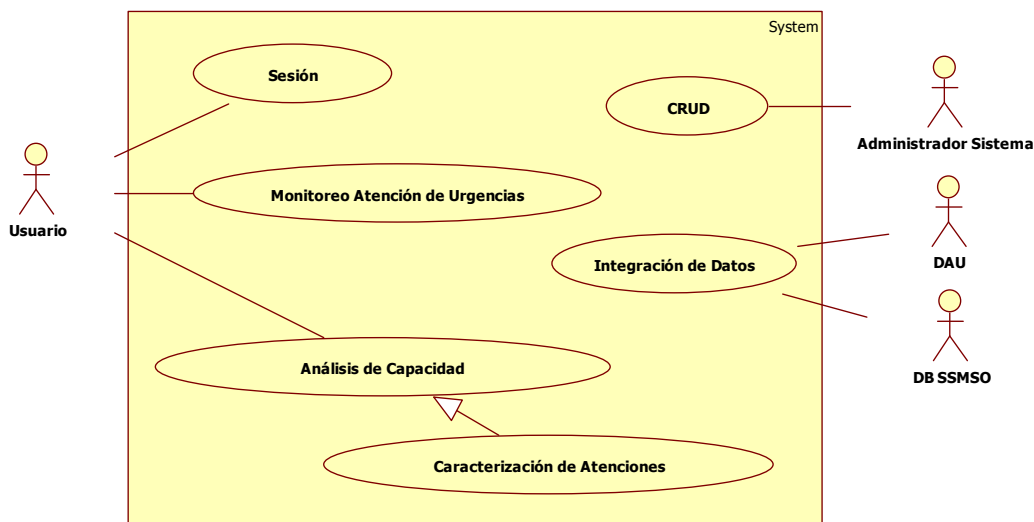 System
Sesión
CRUD
Administrador Sistema
Monitoreo Atención de Urgencias
Usuario
Integración de Datos
DAU
Análisis de Capacidad
DB SSMSO
Caracterización de Atenciones